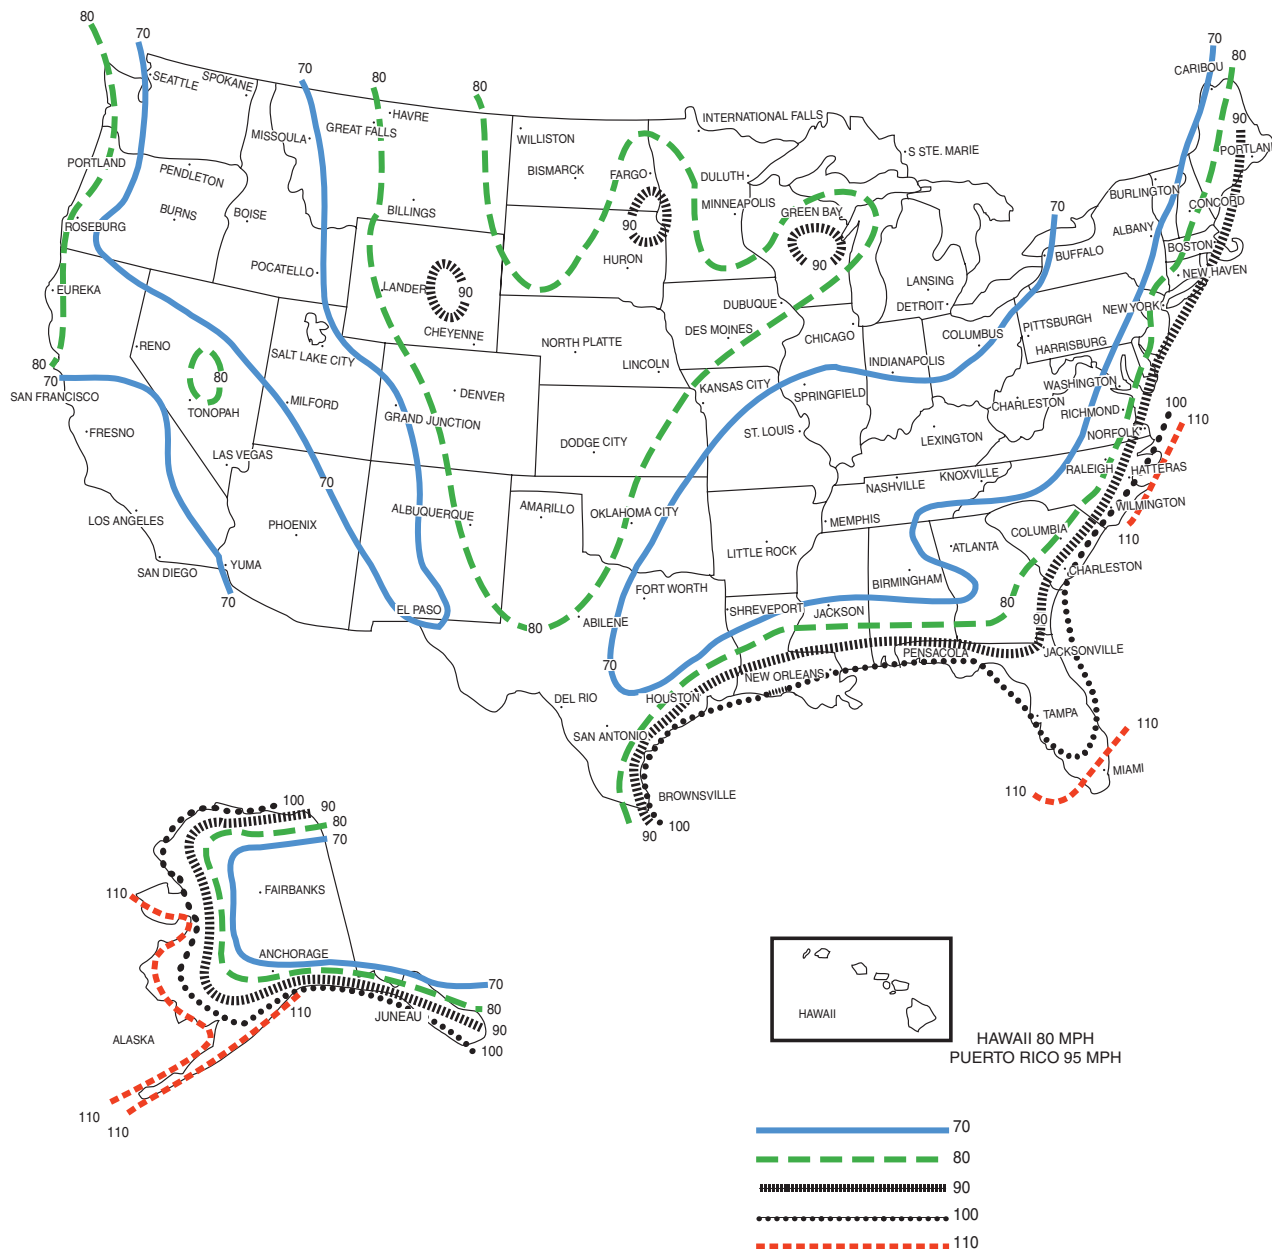 80
70
70
80
80
70
80
CARIBOU
SEATTLE
SPOKANE
HAVRE
GREAT FALLS
MISSOULA
WILLISTON
INTERNATIONAL FALLS
90
PORTLAN
PORTLAND
PENDLETON
BISMARCK
FARGO
DULUTH
S STE. MARIE
BURLINGTON
CONCORD
ROSEBURG
BURNS
BOISE
BILLINGS
90
MINNEAPOLIS
GREEN BAY
70
ALBANY
BOSTON
BUFFALO
POCATELLO
HURON
90
NEW HAVEN
EUREKA
LANDER
90
LANSING
DETROIT
DUBUQUE
NEW YORK
CHEYENNE
DES MOINES
CHICAGO
COLUMBUS
PITTSBURGH
HARRISBURG
RENO
SALT LAKE CITY
NORTH PLATTE
LINCOLN
INDIANAPOLIS
80
70
SAN FRANCISCO
80
TONOPAH
MILFORD
GRAND JUNCTION
DENVER
KANSAS CITY
SPRINGFIELD
WASHINGTON
CHARLESTON
RICHMOND
100
110
FRESNO
LAS VEGAS
DODGE CITY
ST. LOUIS
LEXINGTON
NORFOLK
70
NASHVILLE
KNOXVILLE
RALEIGH
HATTERAS
LOS ANGELES
PHOENIX
ALBUQUERQUE
AMARILLO
OKLAHOMA CITY
MEMPHIS
WILMINGTON
COLUMBIA
110
LITTLE ROCK
ATLANTA
SAN DIEGO
YUMA
70
FORT WORTH
BIRMINGHAM
CHARLESTON
EL PASO
80
ABILENE
SHREVEPORT
JACKSON
80
90
70
PENSACOLA
JACKSONVILLE
DEL RIO
HOUSTON
NEW ORLEANS
SAN ANTONIO
TAMPA
110
MIAMI
110
BROWNSVILLE
90
100
100
90
80
70
110
FAIRBANKS
ANCHORAGE
70
80
90
100
110
JUNEAU
ALASKA
110
110
HAWAII
HAWAII 80 MPH
PUERTO RICO 95 MPH
70
80
90
100
110